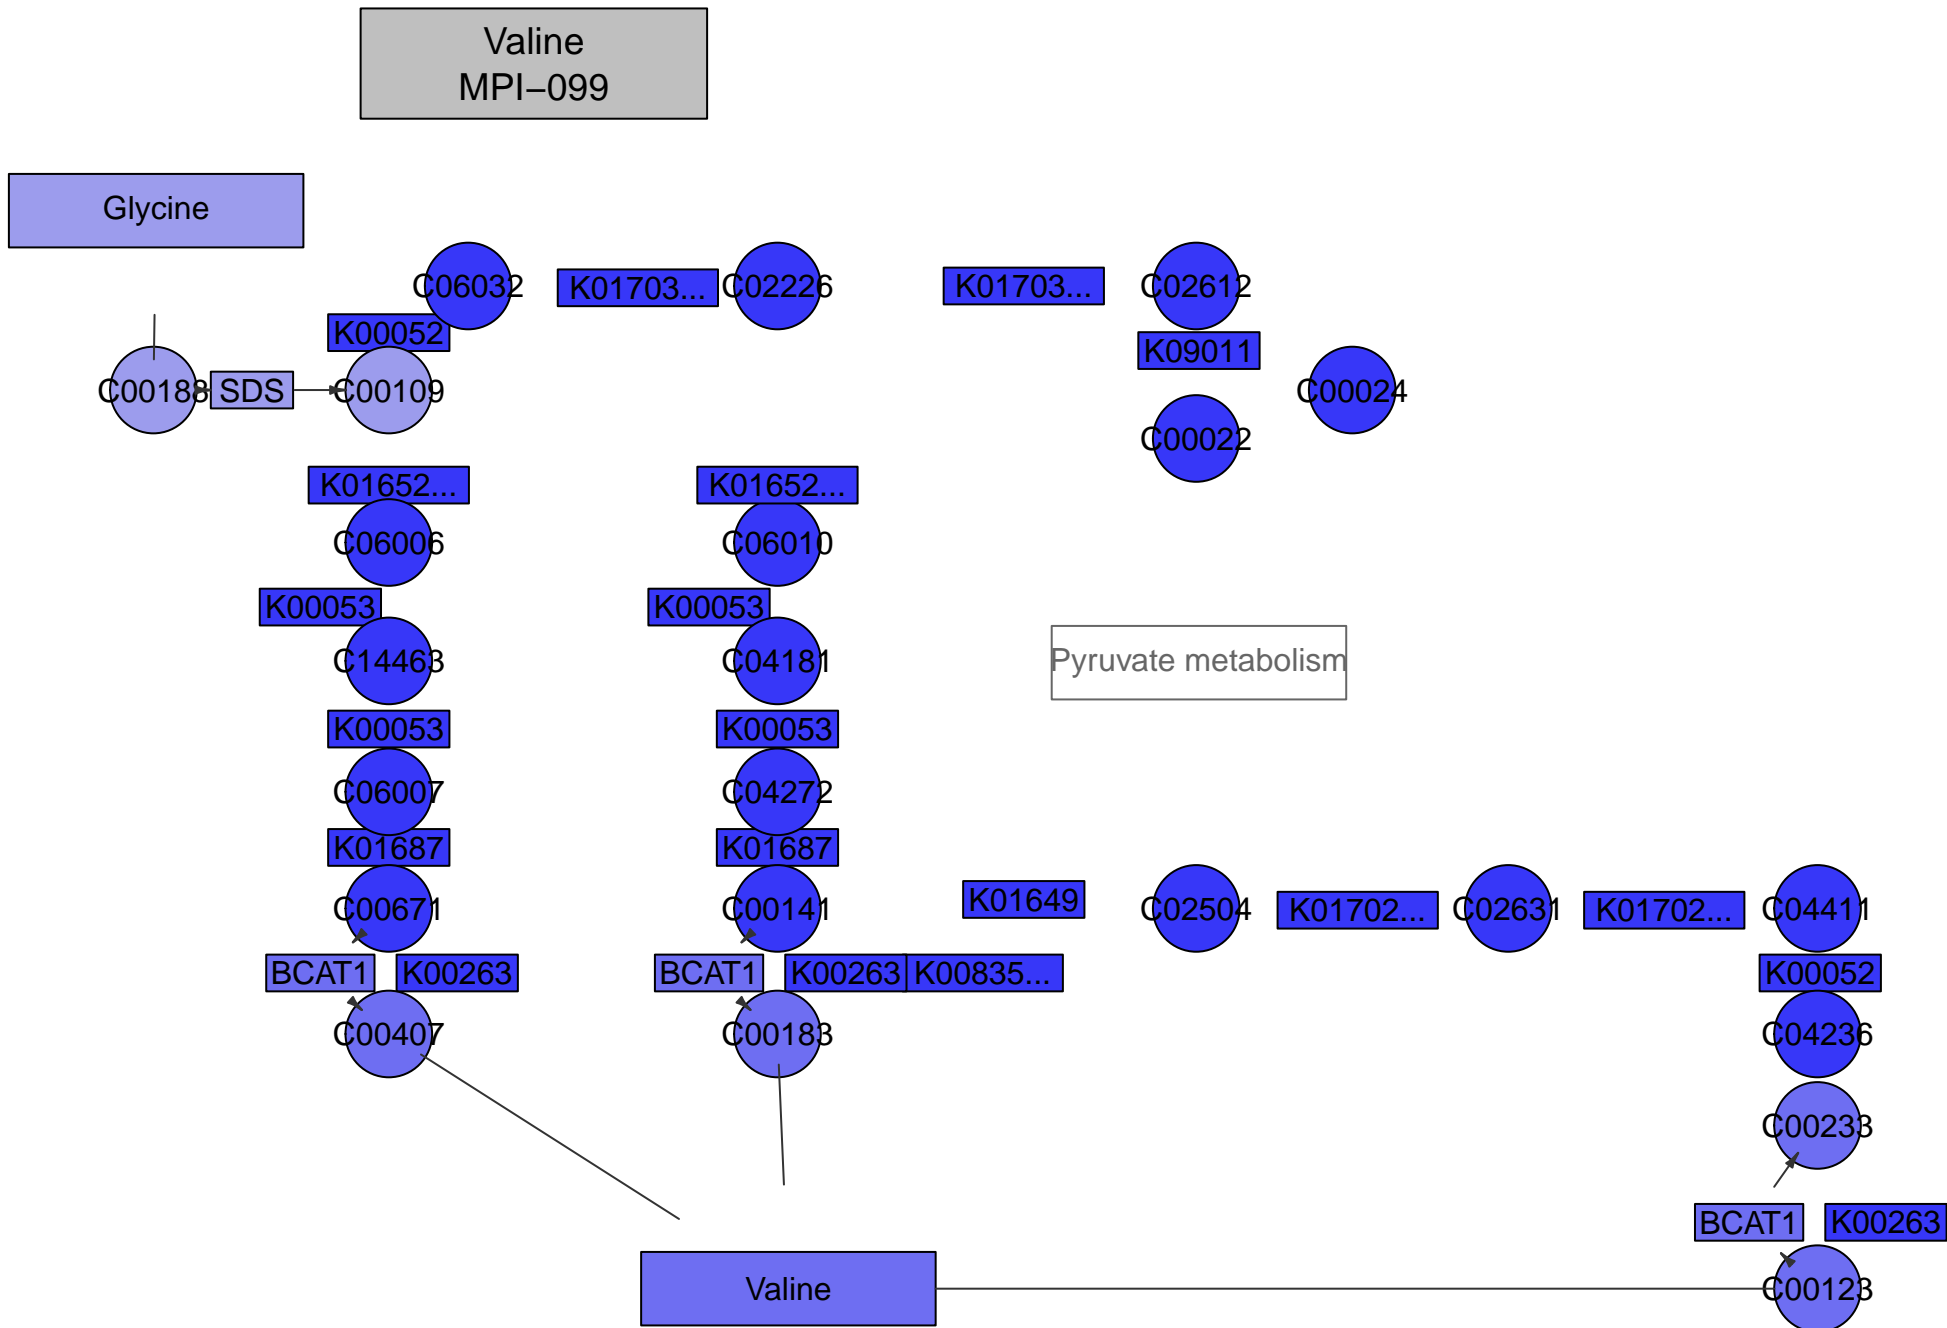 Valine
MPI−099
Glycine
C06032
K01703...
C02226
K01703...
C02612
K00052
K09011
C00188
SDS
C00109
C00024
C00022
K01652...
K01652...
C06006
C06010
K00053
K00053
C14463
C04181
Pyruvate metabolism
K00053
K00053
C06007
C04272
K01687
K01687
C00671
C00141
K01649
C02504
K01702...
C02631
K01702...
C04411
BCAT1
K00263
BCAT1
K00263
K00835...
K00052
C00407
C00183
C04236
C00233
BCAT1
K00263
Valine
C00123